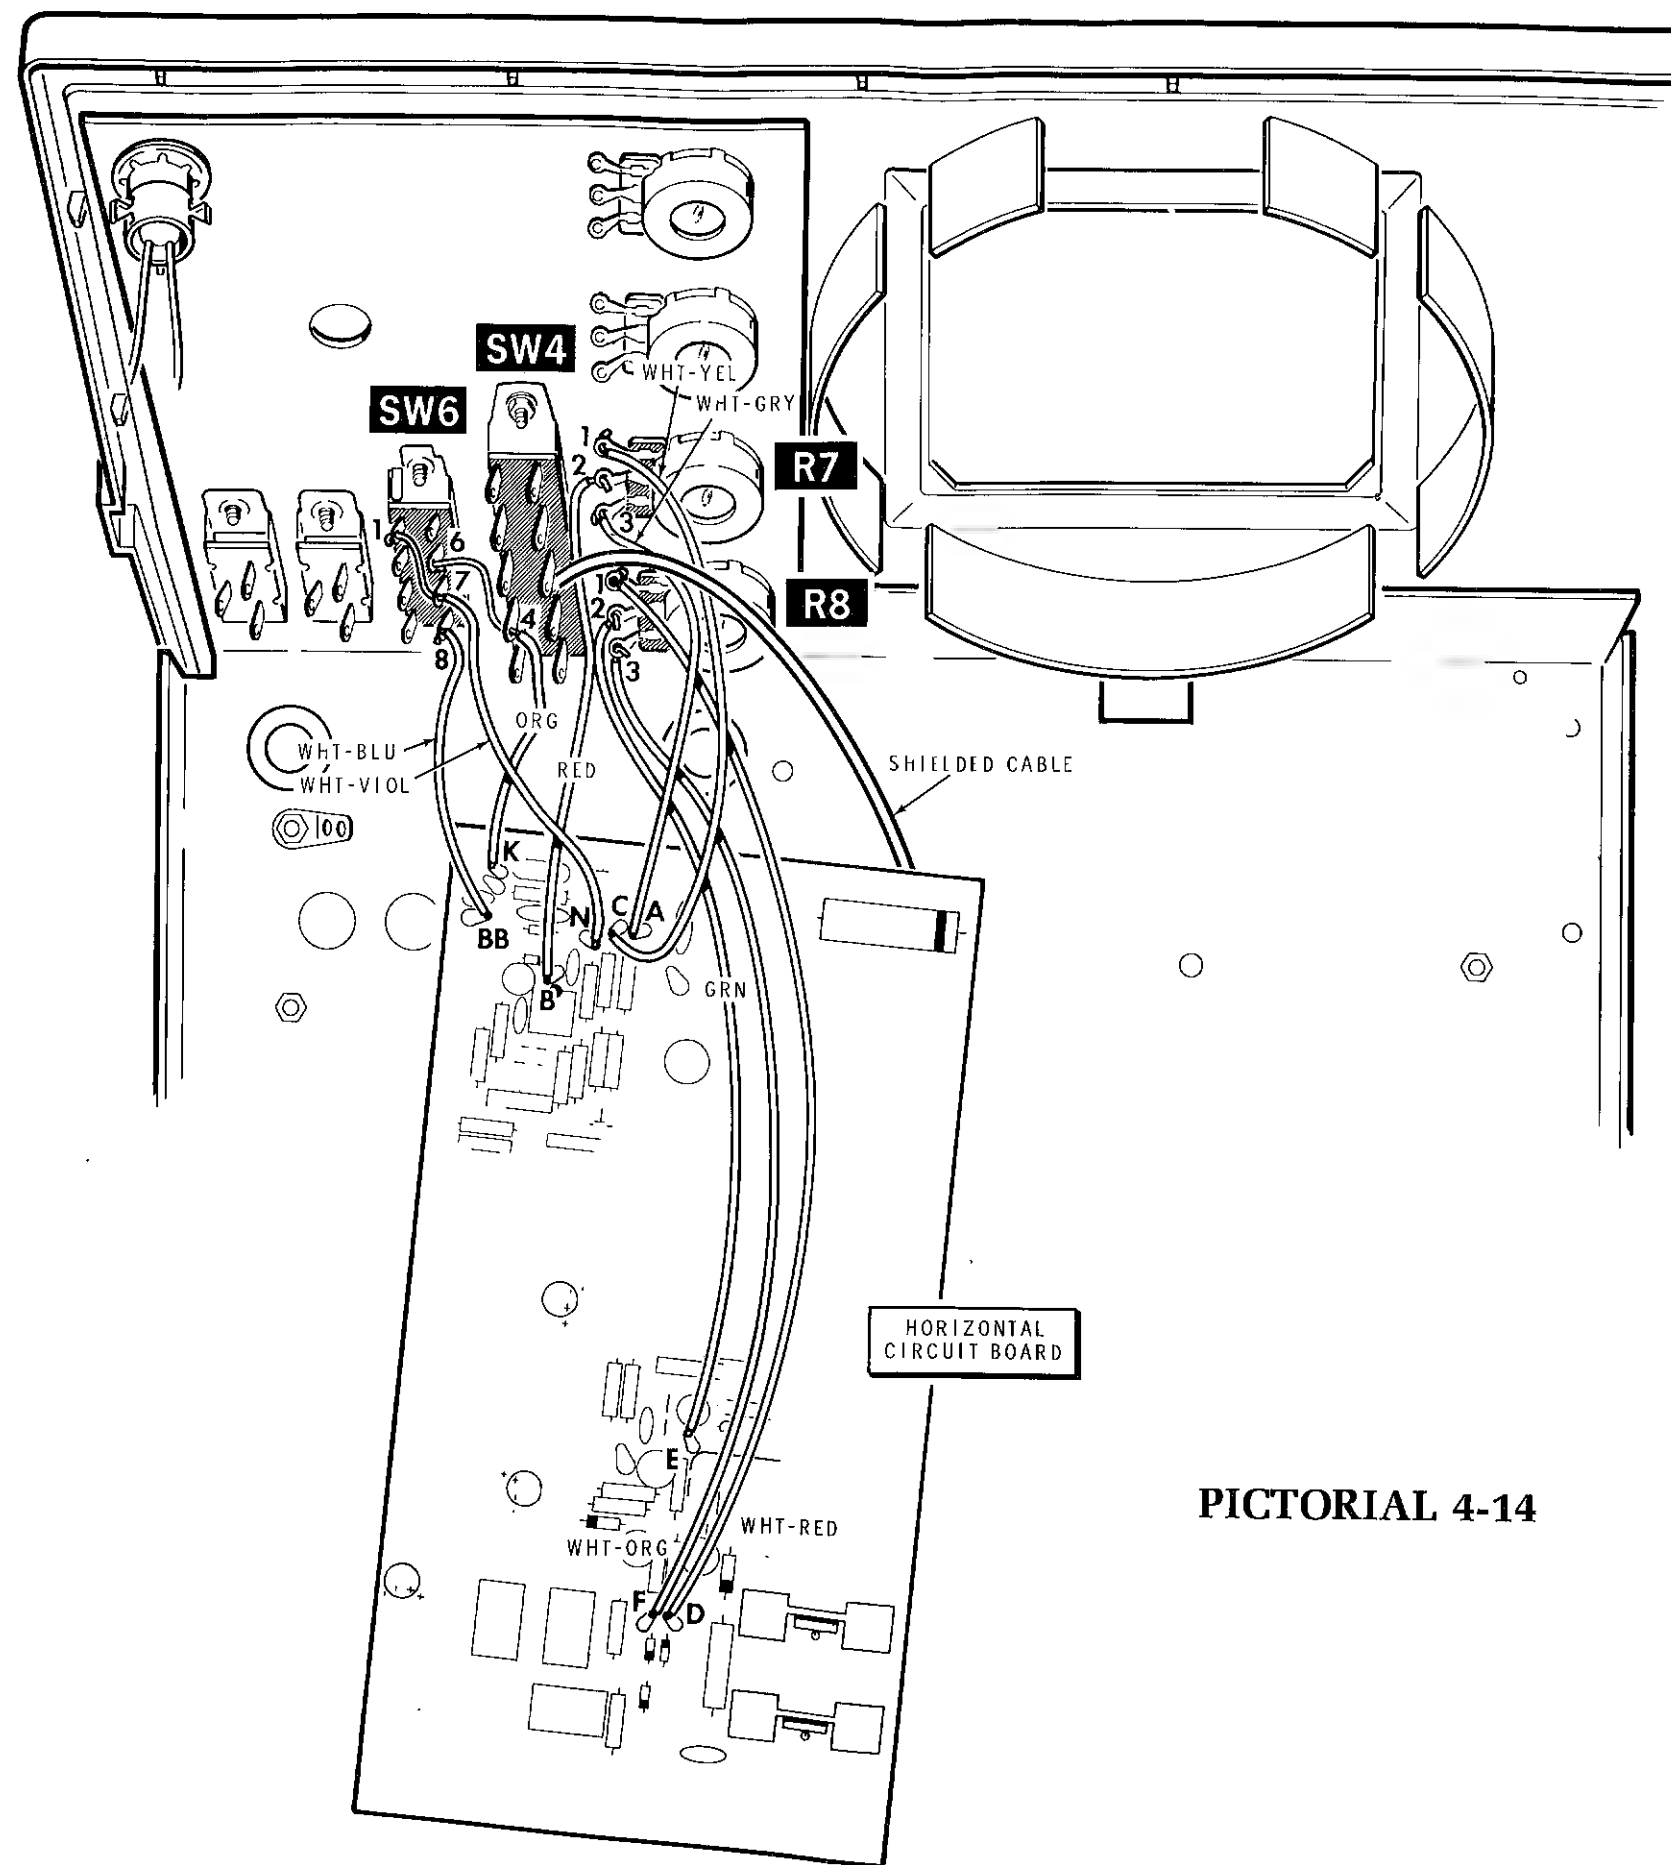 SW4
WHT-YEL
SW6
WHT-GRY
1
2
R7
3
1
6
7
1
R8
2
4
8
3
ORG
WHT-BLU
RED
SHIELDED CABLE
WHT-VIOL
K
C
A
N
BB
B
GRN
HORIZONTAL
CIRCUIT BOARD
E
PICTORIAL 4-14
WHT-RED
WHT-ORG
F
D